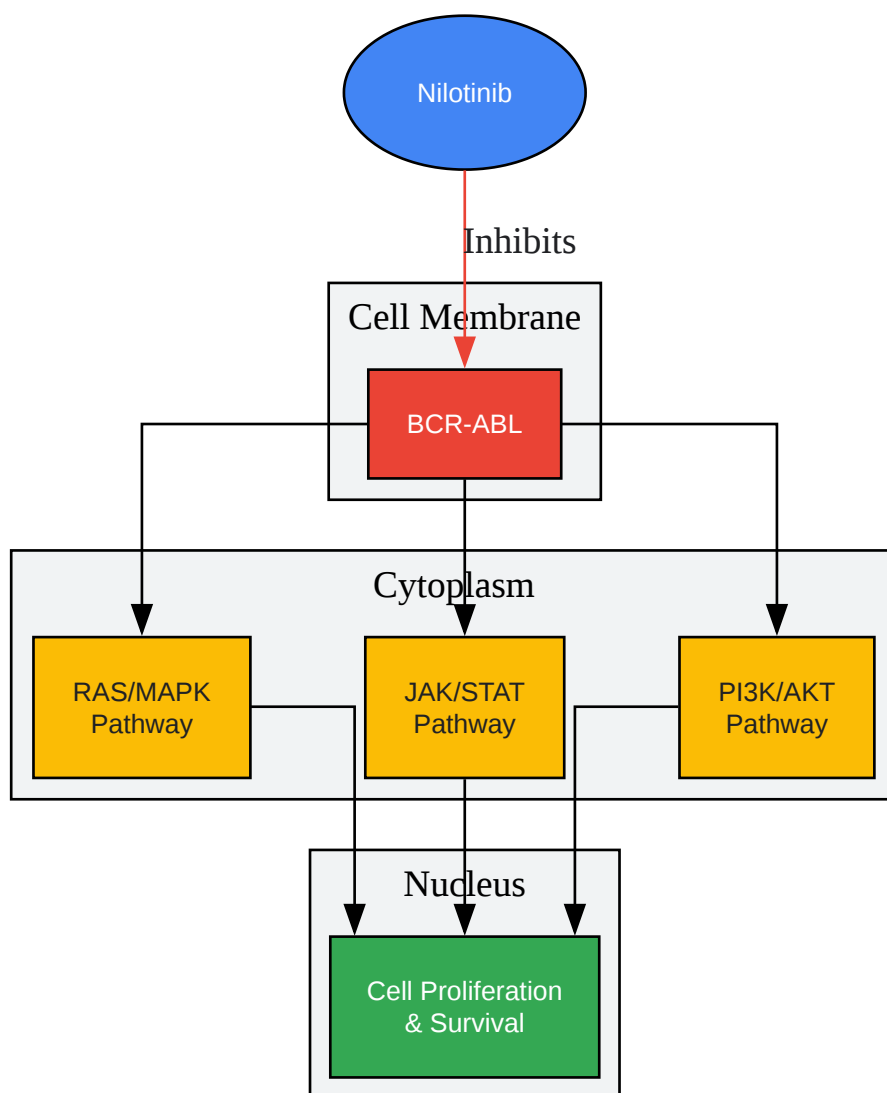 Nilotinib
Inhibits
Cell Membrane
BCR-ABL
Cytoplasm
RAS/MAPK
Pathway
JAK/STAT
Pathway
PI3K/AKT
Pathway
Nucleus
Cell Proliferation
& Survival